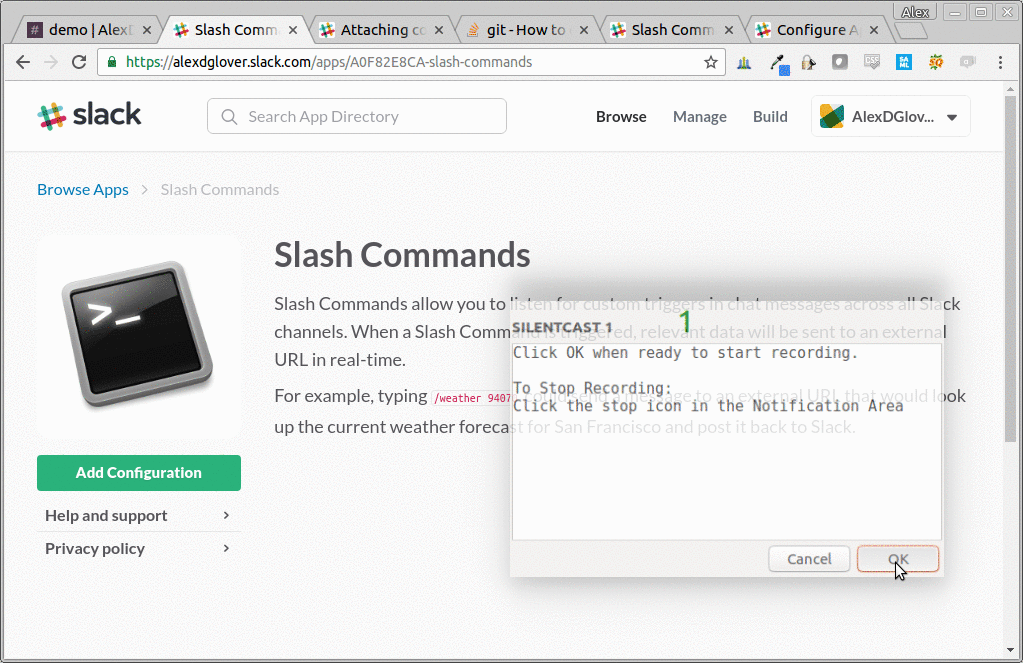 Alex
demo | AlexD
Slash Comm
Attaching co
git - How to
Slash Comm
Configure A
https://alexdglover.slack.com/apps/A0F82E8CA-slash-commands
slack
Search App Directory
Browse
Manage
Build
AlexDGlov...
Browse Apps > Slash Commands
Slash Commands
Slash Commands allow you to listen for custom triggers in chat messages across all Slack
channels. When a Slash Command is triggered, relevant data will be sent to an external
URL in real-time.
For example, typing /weather 9407 could send a message to an external URL that would look
up the current weather forecast for San Francisco and post it back to Slack.
Add Configuration
Help and support
Privacy policy
SILENTCAST 1
1
Click OK when ready to start recording.
To Stop Recording:
Click the stop icon in the Notification Area
Cancel
OK